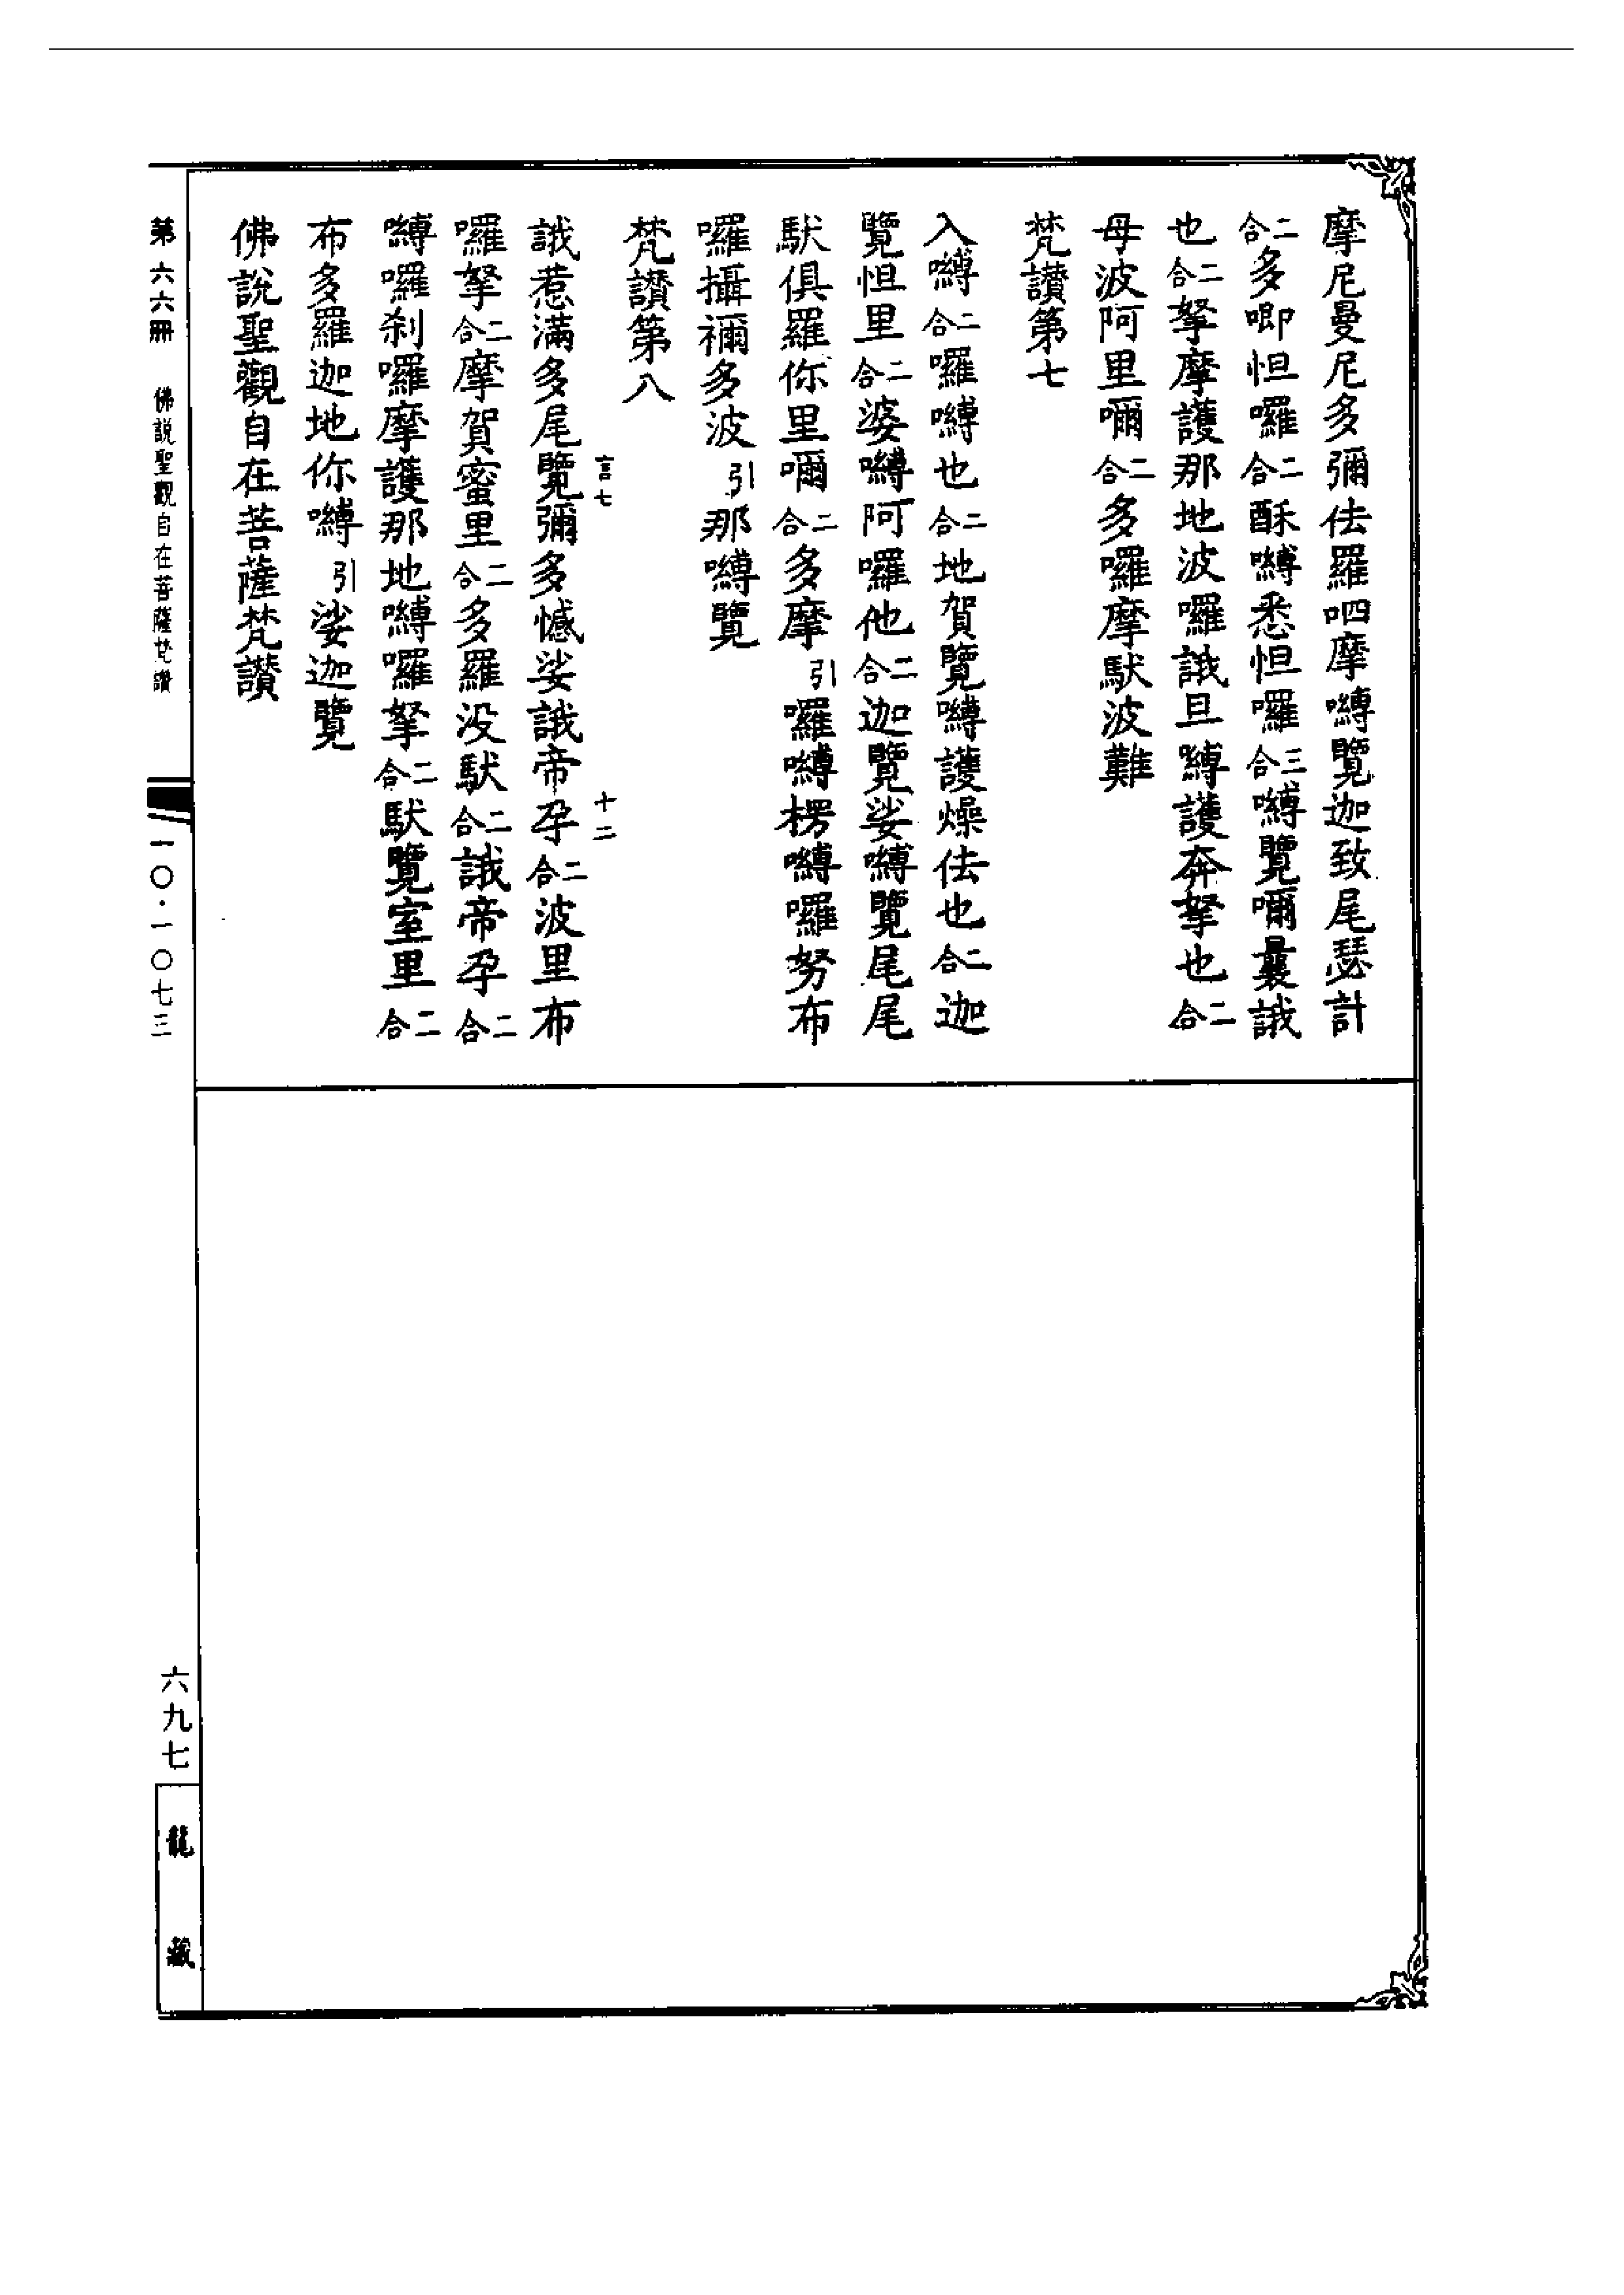 摩尼曼尼多彌佉羅呬摩嚩覽迦致尾瑟計
二合多唧怛囉二合酥嚩悉怛囉三合嚩覽嚩曩誐
也二合拏摩護那地波囉誐旦嚩護奔拏也二合
母波阿里嚩二合多囉摩馱波難
梵讚第七
入嚩二合囉嚩也二合地賀覽嚩護燥佉也二合迦
覽怛里二合婆嚩阿囉他二合迦覽娑嚩覽尾尾
馱俱羅你里嚩二合多摩引囉嚩楞嚩囉努布
囉攝禰多波引那嚩覽
梵讚第八
言七
十二
誐惹滿多尾覽彌多憾娑誐帝孕二合波里布
囉拏二合摩賀蜜里二合多羅没馱二合誐帝孕二合
嚩囉剎囉摩護那地嚩囉拏二合馱覽室里二合
布多羅迦地你嚩引娑迦覽
佛說聖觀自在菩薩梵讚
第六六冊
佛說聖觀自在菩薩梵讚
一〇·一〇七三
六九七
龍藏